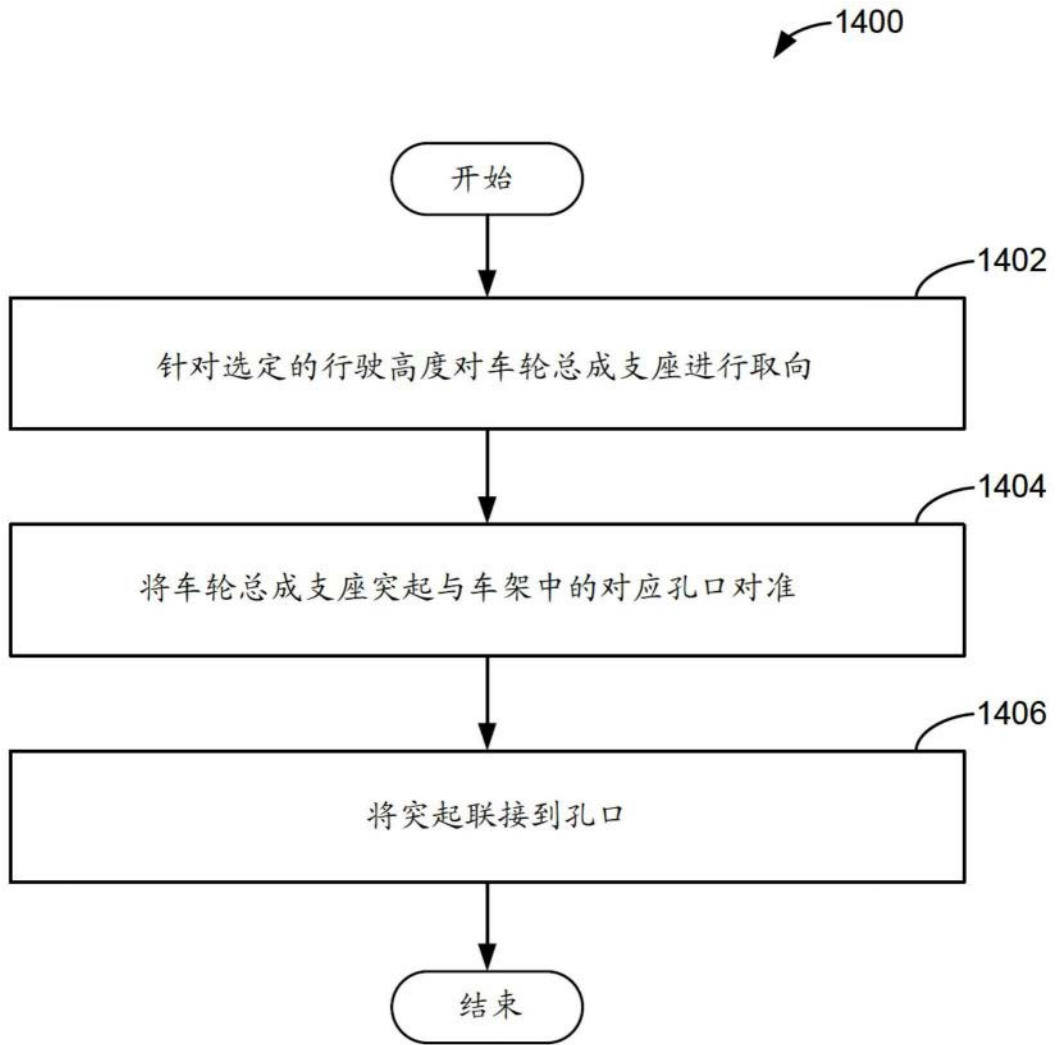 1400
开始
1402
针对选定的行驶高度对车轮总成支座进行取向
1404
将车轮总成支座突起与车架中的对应孔口对准
1406
将突起联接到孔口
结束